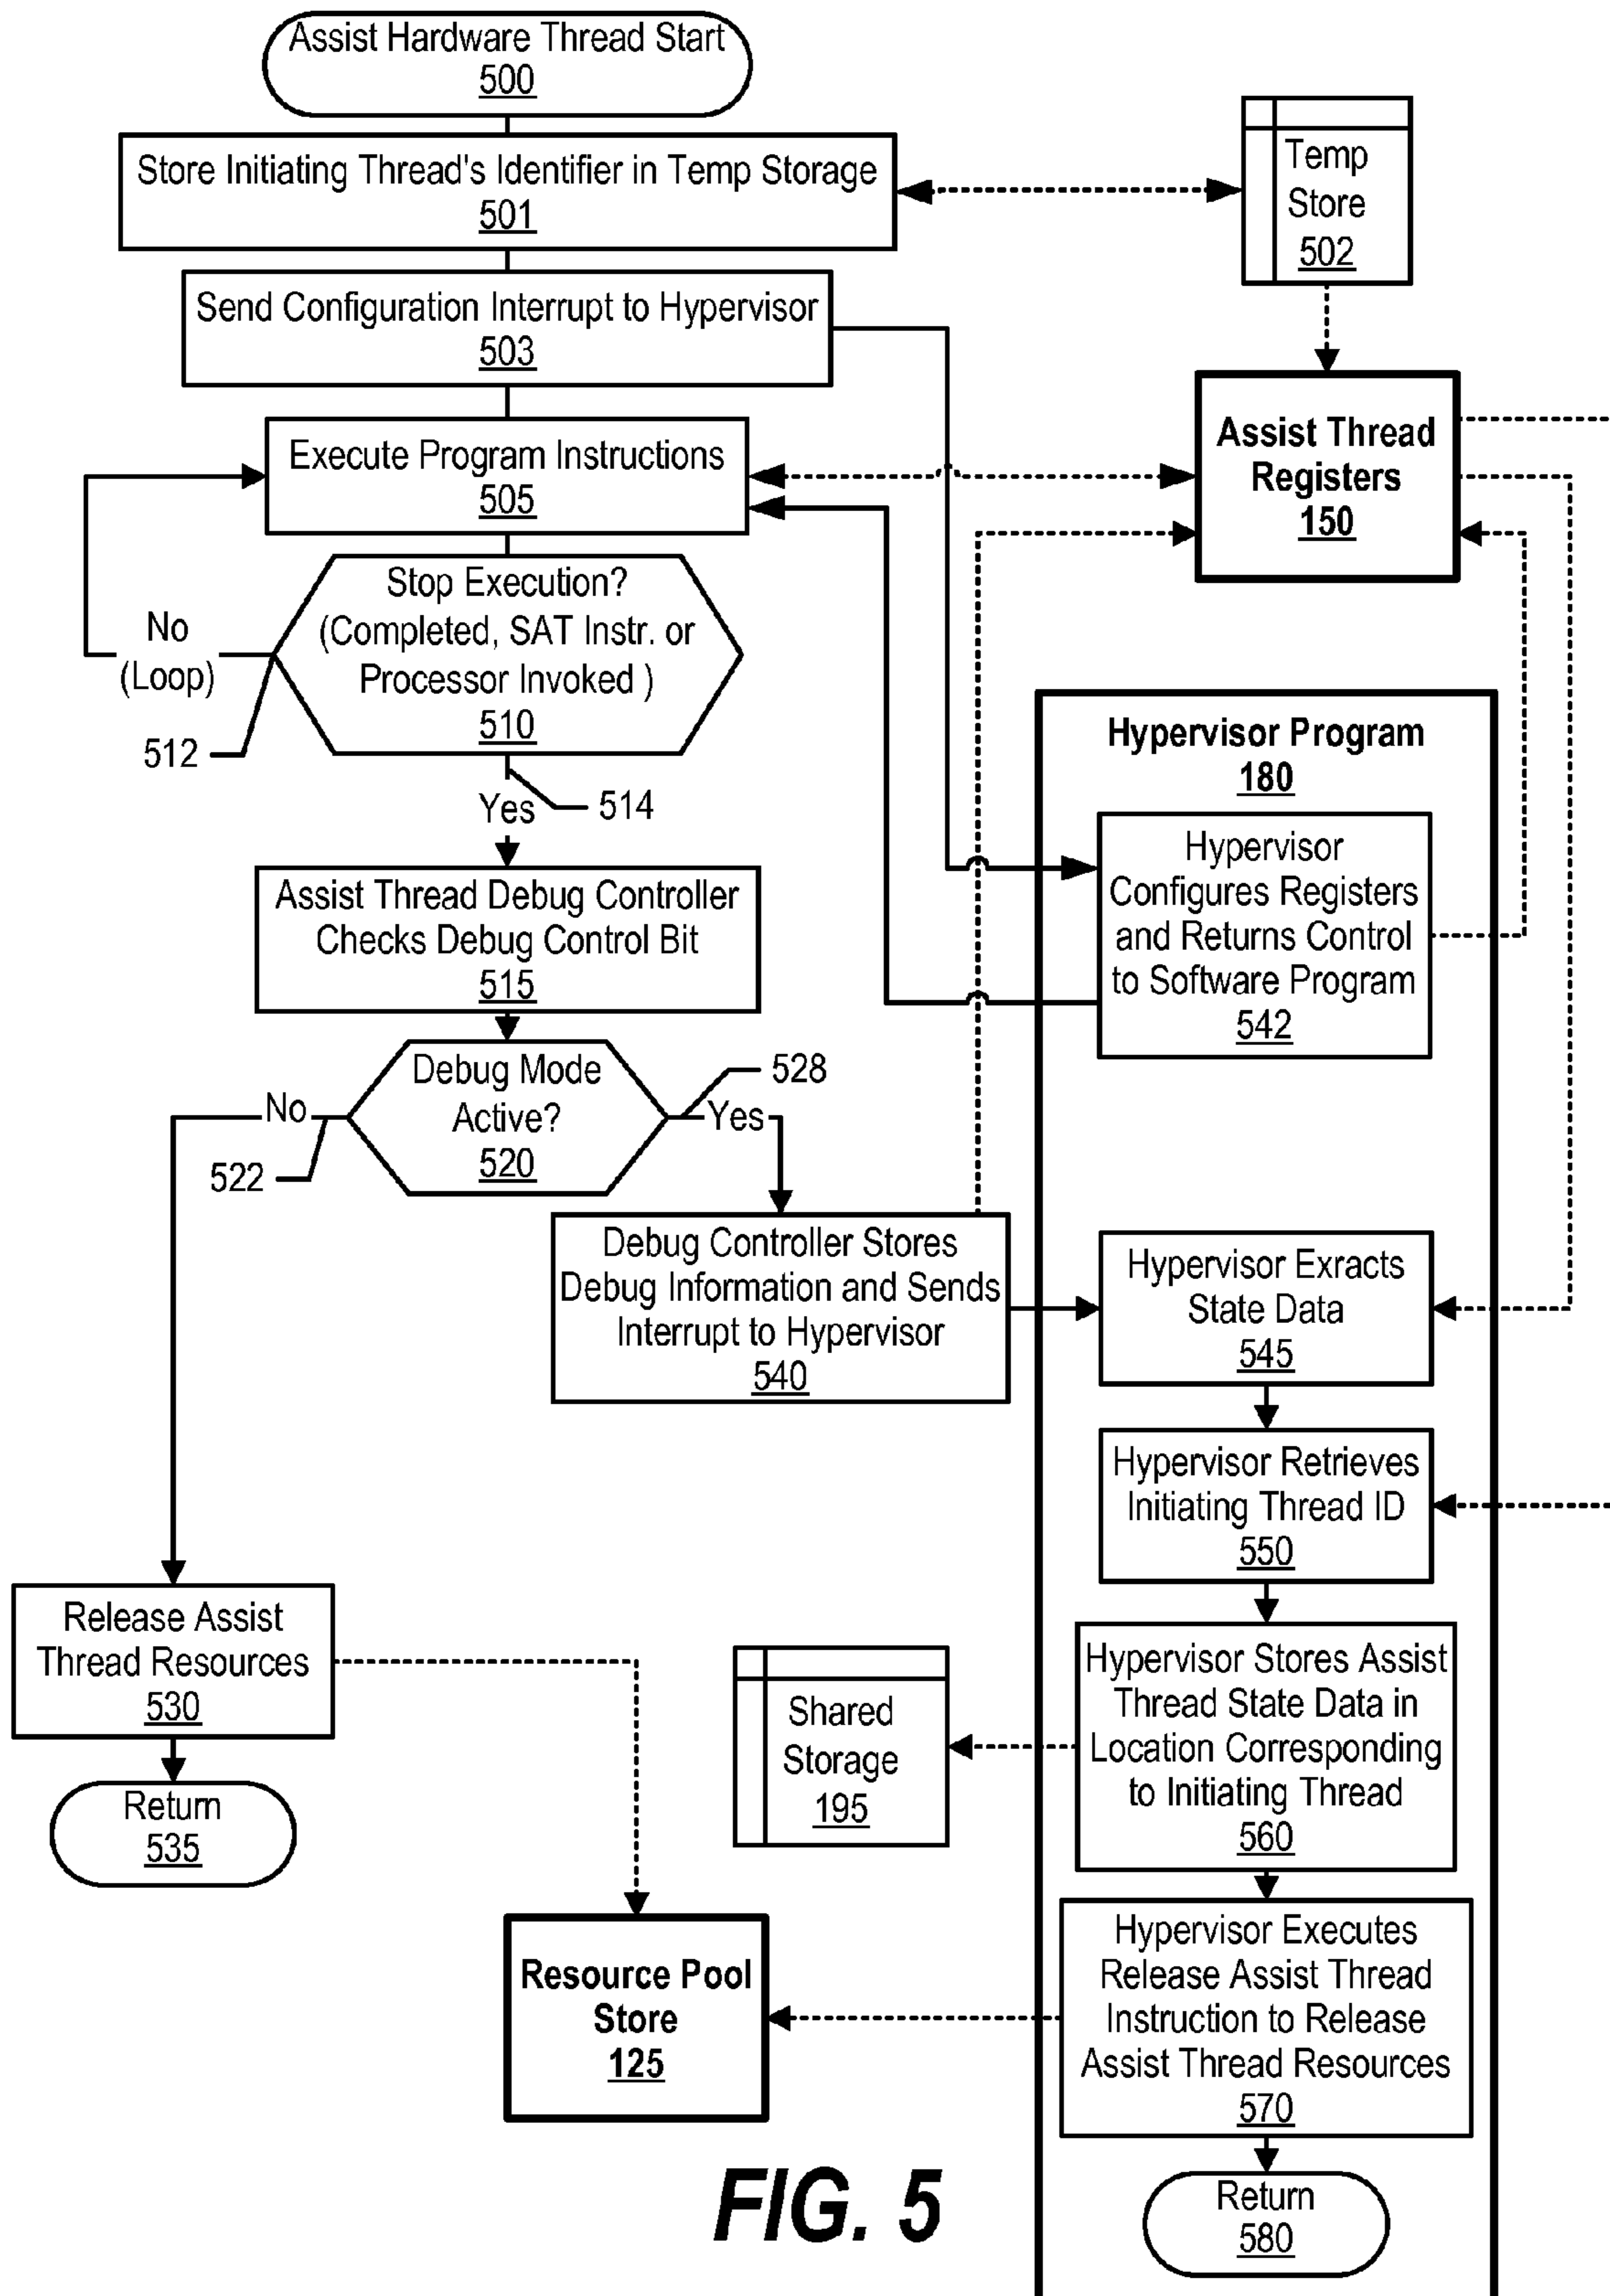 Assist Hardware Thread Start
500
Store Initiating Thread's Identifier in Temp Storage
501
Temp
Store
502
Send Configuration Interrupt to Hypervisor
503
Assist Thread
Registers
150
Execute Program Instructions
505
Stop Execution?
(Completed, SAT Instr. or
Processor Invoked )
510
No
(Loop)
512
Yes
514
Hypervisor Program
180
Hypervisor
Configures Registers
and Returns Control
to Software Program
542
Assist Thread Debug Controller
Checks Debug Control Bit
515
Debug Mode
Active?
520
No
522
528
Yes
Debug Controller Stores
Debug Information and Sends
Interrupt to Hypervisor
540
Hypervisor Exracts
State Data
545
Hypervisor Retrieves
Initiating Thread ID
550
Release Assist
Thread Resources
530
Return
535
Shared
Storage
195
Hypervisor Stores Assist
Thread State Data in
Location Corresponding
to Initiating Thread
560
Resource Pool
Store
125
Hypervisor Executes
Release Assist Thread
Instruction to Release
Assist Thread Resources
570
Return
580
FIG. 5